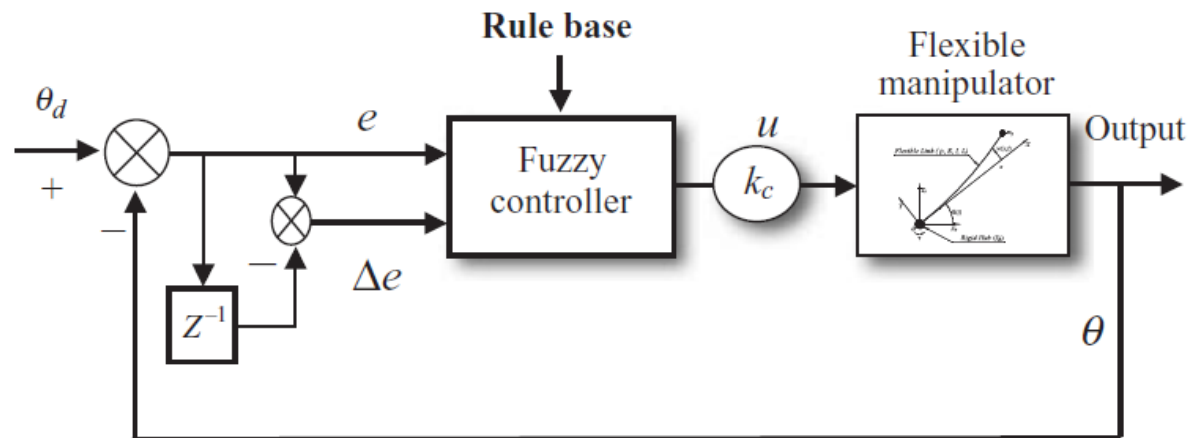 Rule base
Flexible
manipulator
θd
+
−
e
Fuzzy
controller
u
kc
Output
−
Δe
Z−1
θ